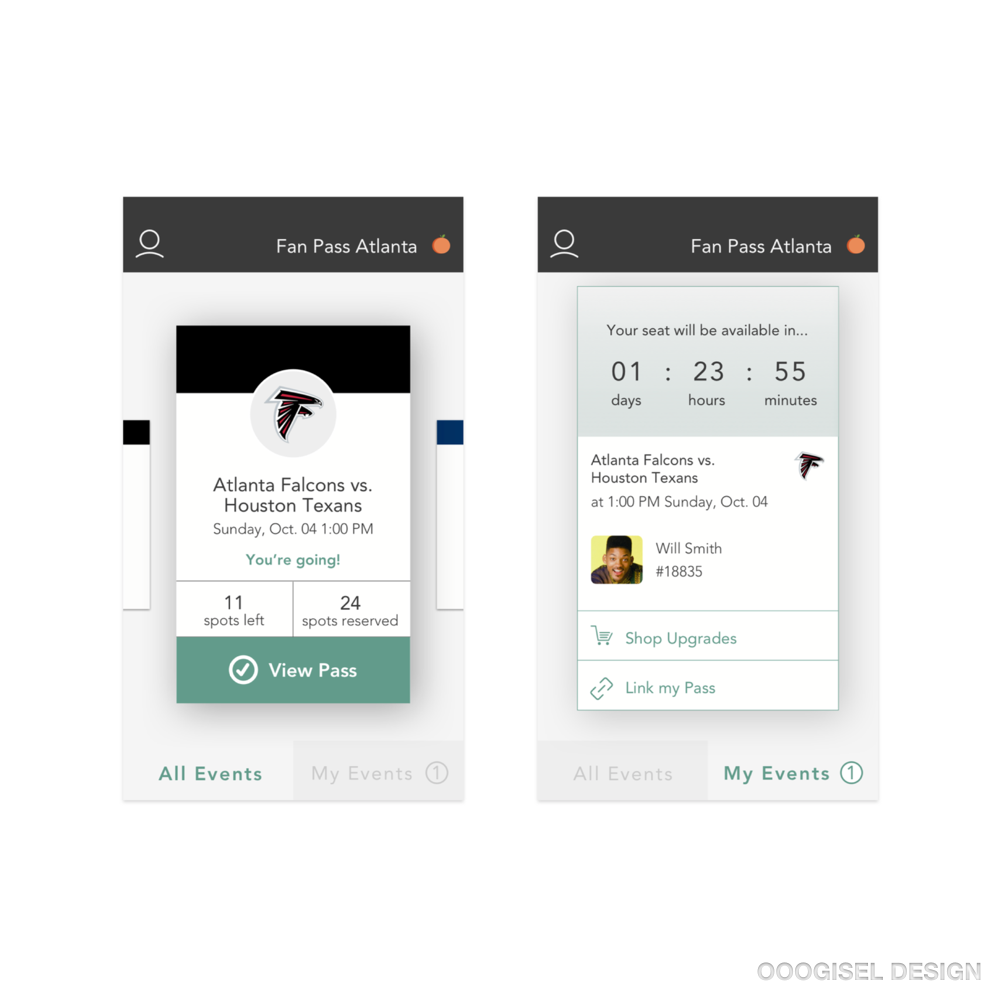 Fan Pass Atlanta
Atlanta Falcons vs.
Houston Texans
Sunday, Oct. 04 1:00 PM
You're going!
11
spots left
24
spots reserved
View Pass
All Events
My Events 1
Fan Pass Atlanta
Your seat will be available in...
01 : 23 : 55
days hours minutes
Atlanta Falcons vs.
Houston Texans
at 1:00 PM Sunday, Oct. 04
Will Smith
#18835
Shop Upgrades
Link my Pass
All Events
My Events 1
OOOGISEL DESIGN